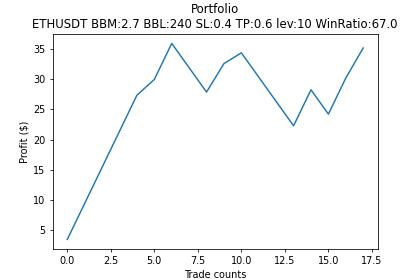 Portfolio
ETHUSDT BBM:2.7 BBL:240 SL:0.4 TP:0.6 lev:10 WinRatio:67.0
35
30
25
20
15
10
5
Profit ($)
0.0 2.5 5.0 7.5 10.0 12.5 15.0 17.5
Trade counts